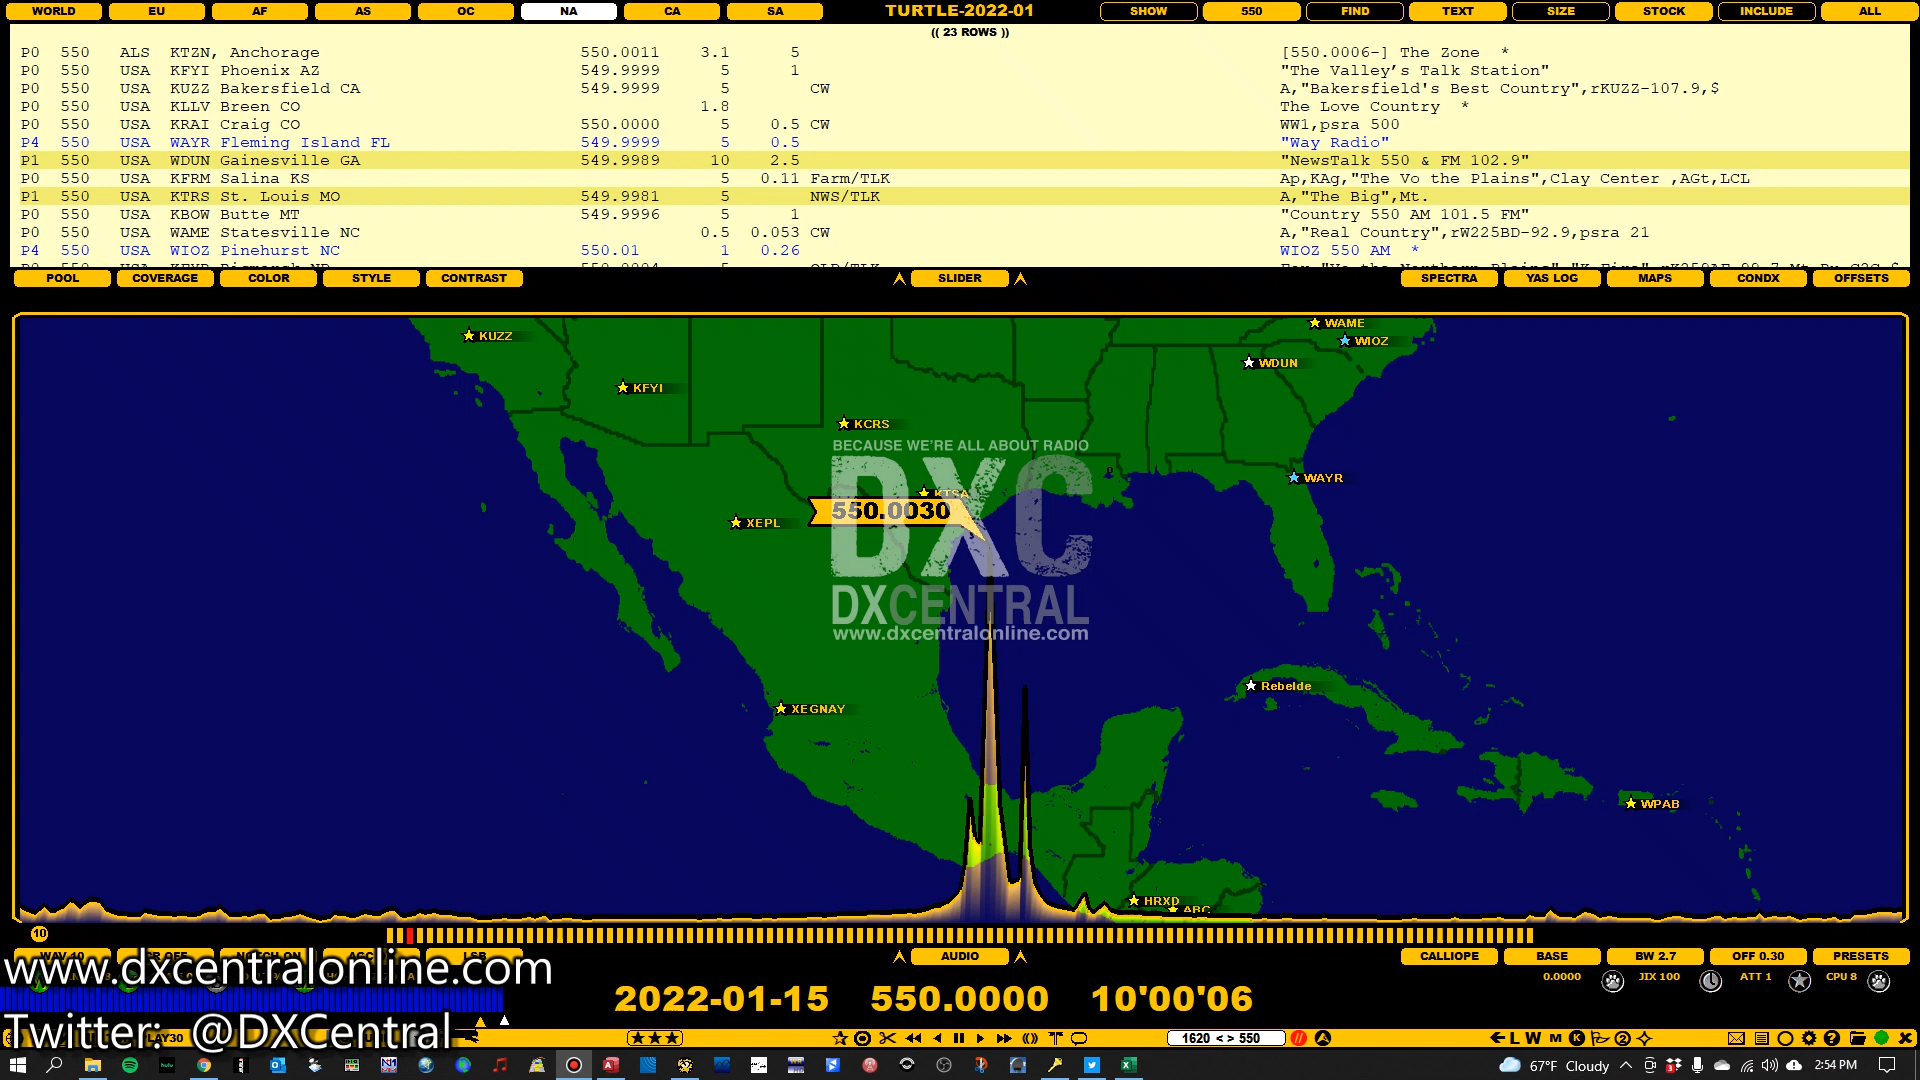 WORLD EU AF AS OC NA CA SA TURTLE-2022-01 SHOW 550 FIND TEXT SIZE STOCK INCLUDE ALL
(( 23 ROWS ))
P0 550 ALS KTZN, Anchorage 550.0011 3.1 5 [550.0006-] The Zone *
P0 550 USA KFYI Phoenix AZ 549.9999 5 1 "The Valley’s Talk Station"
P0 550 USA KUZZ Bakersfield CA 549.9999 5 CW A,"Bakersfield's Best Country",rKUZZ-107.9,$
P0 550 USA KLLV Breen CO 1.8 The Love Country *
P0 550 USA KRAI Craig CO 550.0000 5 0.5 CW WW1,psra 500
P4 550 USA WAYR Fleming Island FL 549.9999 5 0.5 "Way Radio"
P1 550 USA WDUN Gainesville GA 549.9989 10 2.5 "NewsTalk 550 & FM 102.9"
P0 550 USA KFRM Salina KS 5 0.11 Farm/TLK Ap,KAg,"The Vo the Plains",Clay Center ,AGt,LCL
P1 550 USA KTRS St. Louis MO 549.9981 5 NWS/TLK A,"The Big",Mt.
P0 550 USA KBOW Butte MT 549.9996 5 1 "Country 550 AM 101.5 FM"
P0 550 USA WAME Statesville NC 0.5 0.053 CW A,"Real Country",rW225BD-92.9,psra 21
P4 550 USA WIOZ Pinehurst NC 550.01 1 0.26 WIOZ 550 AM *
POOL COVERAGE COLOR STYLE CONTRAST SLIDER SPECTRA YAS LOG MAPS CONDX OFFSETS
WAME
KUZZ
WIOZ
WDUN
KFYI
KCRS
BECAUSE WE'RE ALL ABOUT RADIO
DXC
WAYR
KTSA
550.0030
XEPL
DXCENTRAL
www.dxcentralonline.com
Rebelde
XEGNAY
WPAB
HRXD
ABC
10
AUDIO CALLIOPE BASE BW 2.7 OFF 0.30 PRESETS
www.dxcentralonline.com
0.0000 JIX 100 ATT 1 CPU 8
2022-01-15 550.0000 10'00'06
Twitter: @DXCentral
1620 < > 550 L W M K 2
67°F Cloudy 2:54 PM